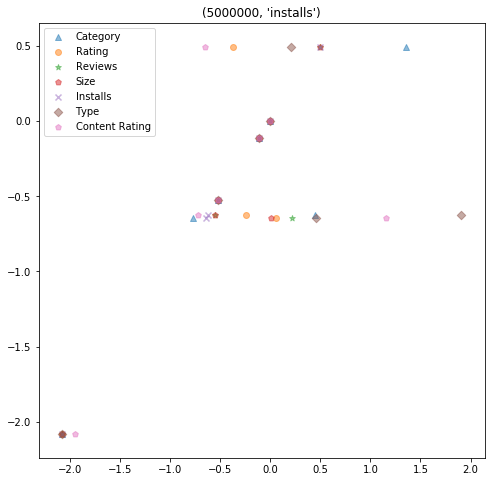 (5000000, 'installs')
Category
Rating
Reviews
Size
Installs
Type
Content Rating
0.5
0.0
−0.5
−1.0
−1.5
−2.0
−2.0 −1.5 −1.0 −0.5 0.0 0.5 1.0 1.5 2.0